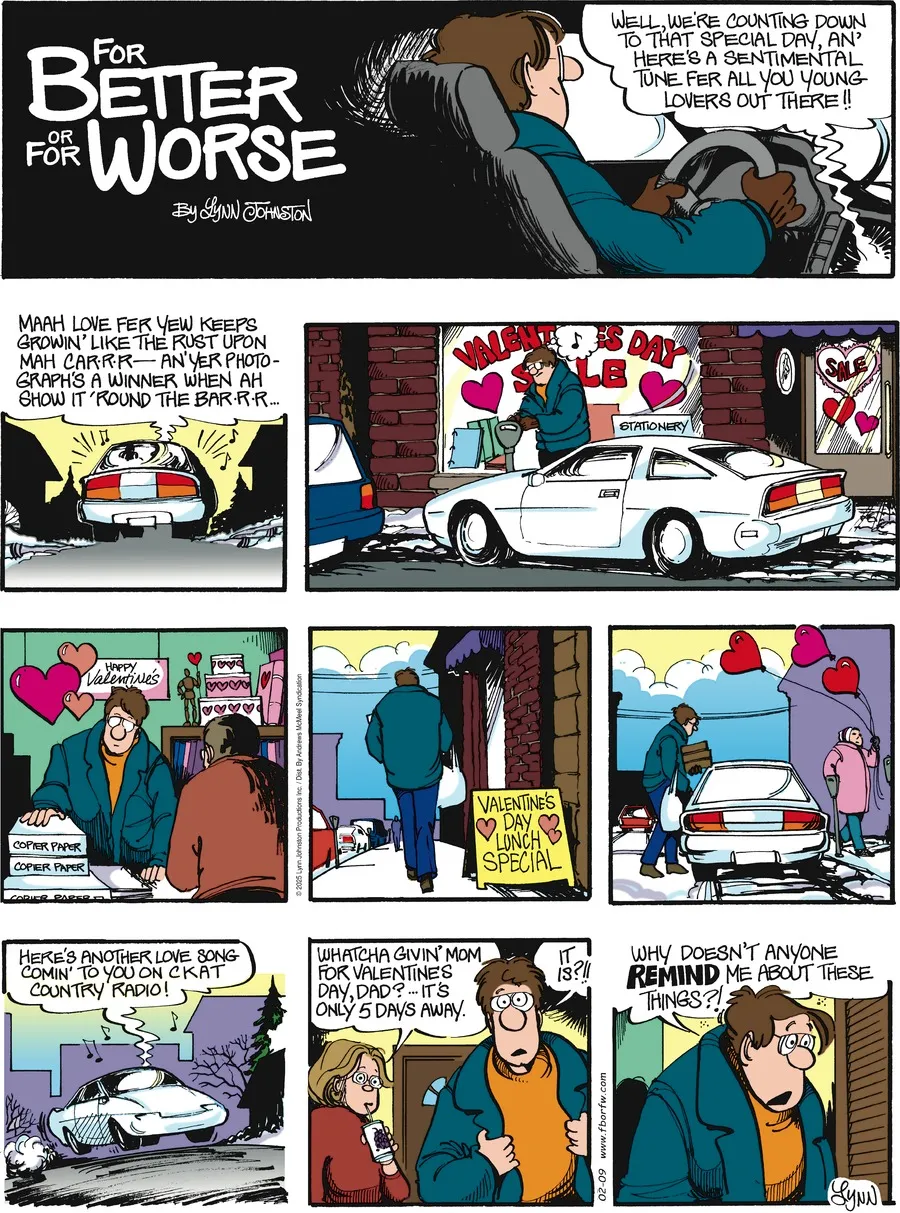 FOR
BETTER
OR
FOR
WORSE
By LYNN JOHNSTON
WELL, WE'RE COUNTING DOWN
TO THAT SPECIAL DAY, AN'
HERE'S A SENTIMENTAL
TUNE FER ALL YOU YOUNG
LOVERS OUT THERE!!
MAAH LOVE FER YEW KEEPS
GROWIN' LIKE THE RUST UPON
MAH CAR-R-R— AN' YER PHOTO-
GRAPH'S A WINNER WHEN AH
SHOW IT 'ROUND THE BAR-R-R...
VALENT ES DAY
S LE
STATIONERY
SALE
HAPPY
Valentine's
COPIER PAPER
COPIER PAPER
COPIER PAPER
© 2025 Lynn Johnston Productions Inc. / Dist. By Andrews McMeel Syndication
VALENTINE'S
DAY
LUNCH
SPECIAL
HERE'S ANOTHER LOVE SONG
COMIN' TO YOU ON CKAT
COUNTRY RADIO!
WHATCHA GIVIN' MOM
FOR VALENTINE'S
DAY, DAD?... IT'S
ONLY 5 DAYS AWAY.
IT
IS?!!
02-09 www.fborfw.com
WHY DOESN'T ANYONE
REMIND ME ABOUT THESE
THINGS?!
LYNN